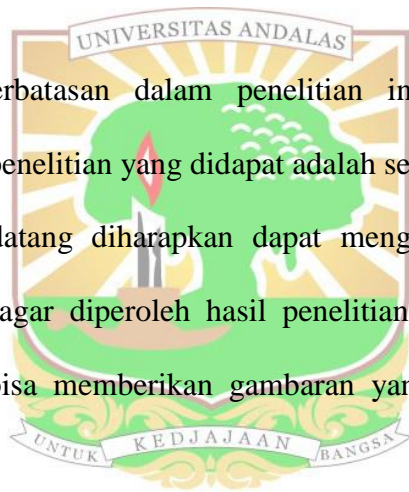 UNIVERSITAS ANDALAS
erbatasan dalam penelitian in
penelitian yang didapat adalah se
datang diharapkan dapat meng
agar diperoleh hasil penelitian
bisa memberikan gambaran yan
UNTUK KEDJAJAAN BANGSA